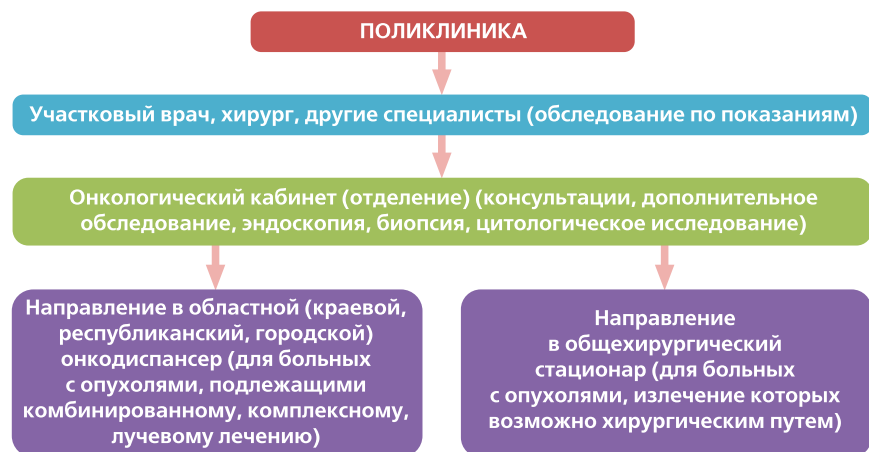 ПОЛИКЛИНИКА
Участковый врач, хирург, другие специалисты (обследование по показаниям)
Онкологический кабинет (отделение) (консультации, дополнительное
обследование, эндоскопия, биопсия, цитологическое исследование)
Направление в областной (краевой,
республиканский, городской)
онкодиспансер (для больных
с опухолями, подлежащими
комбинированному, комплексному,
лучевому лечению)
Направление
в общехирургический
стационар (для больных
с опухолями, излечение которых
возможно хирургическим путем)